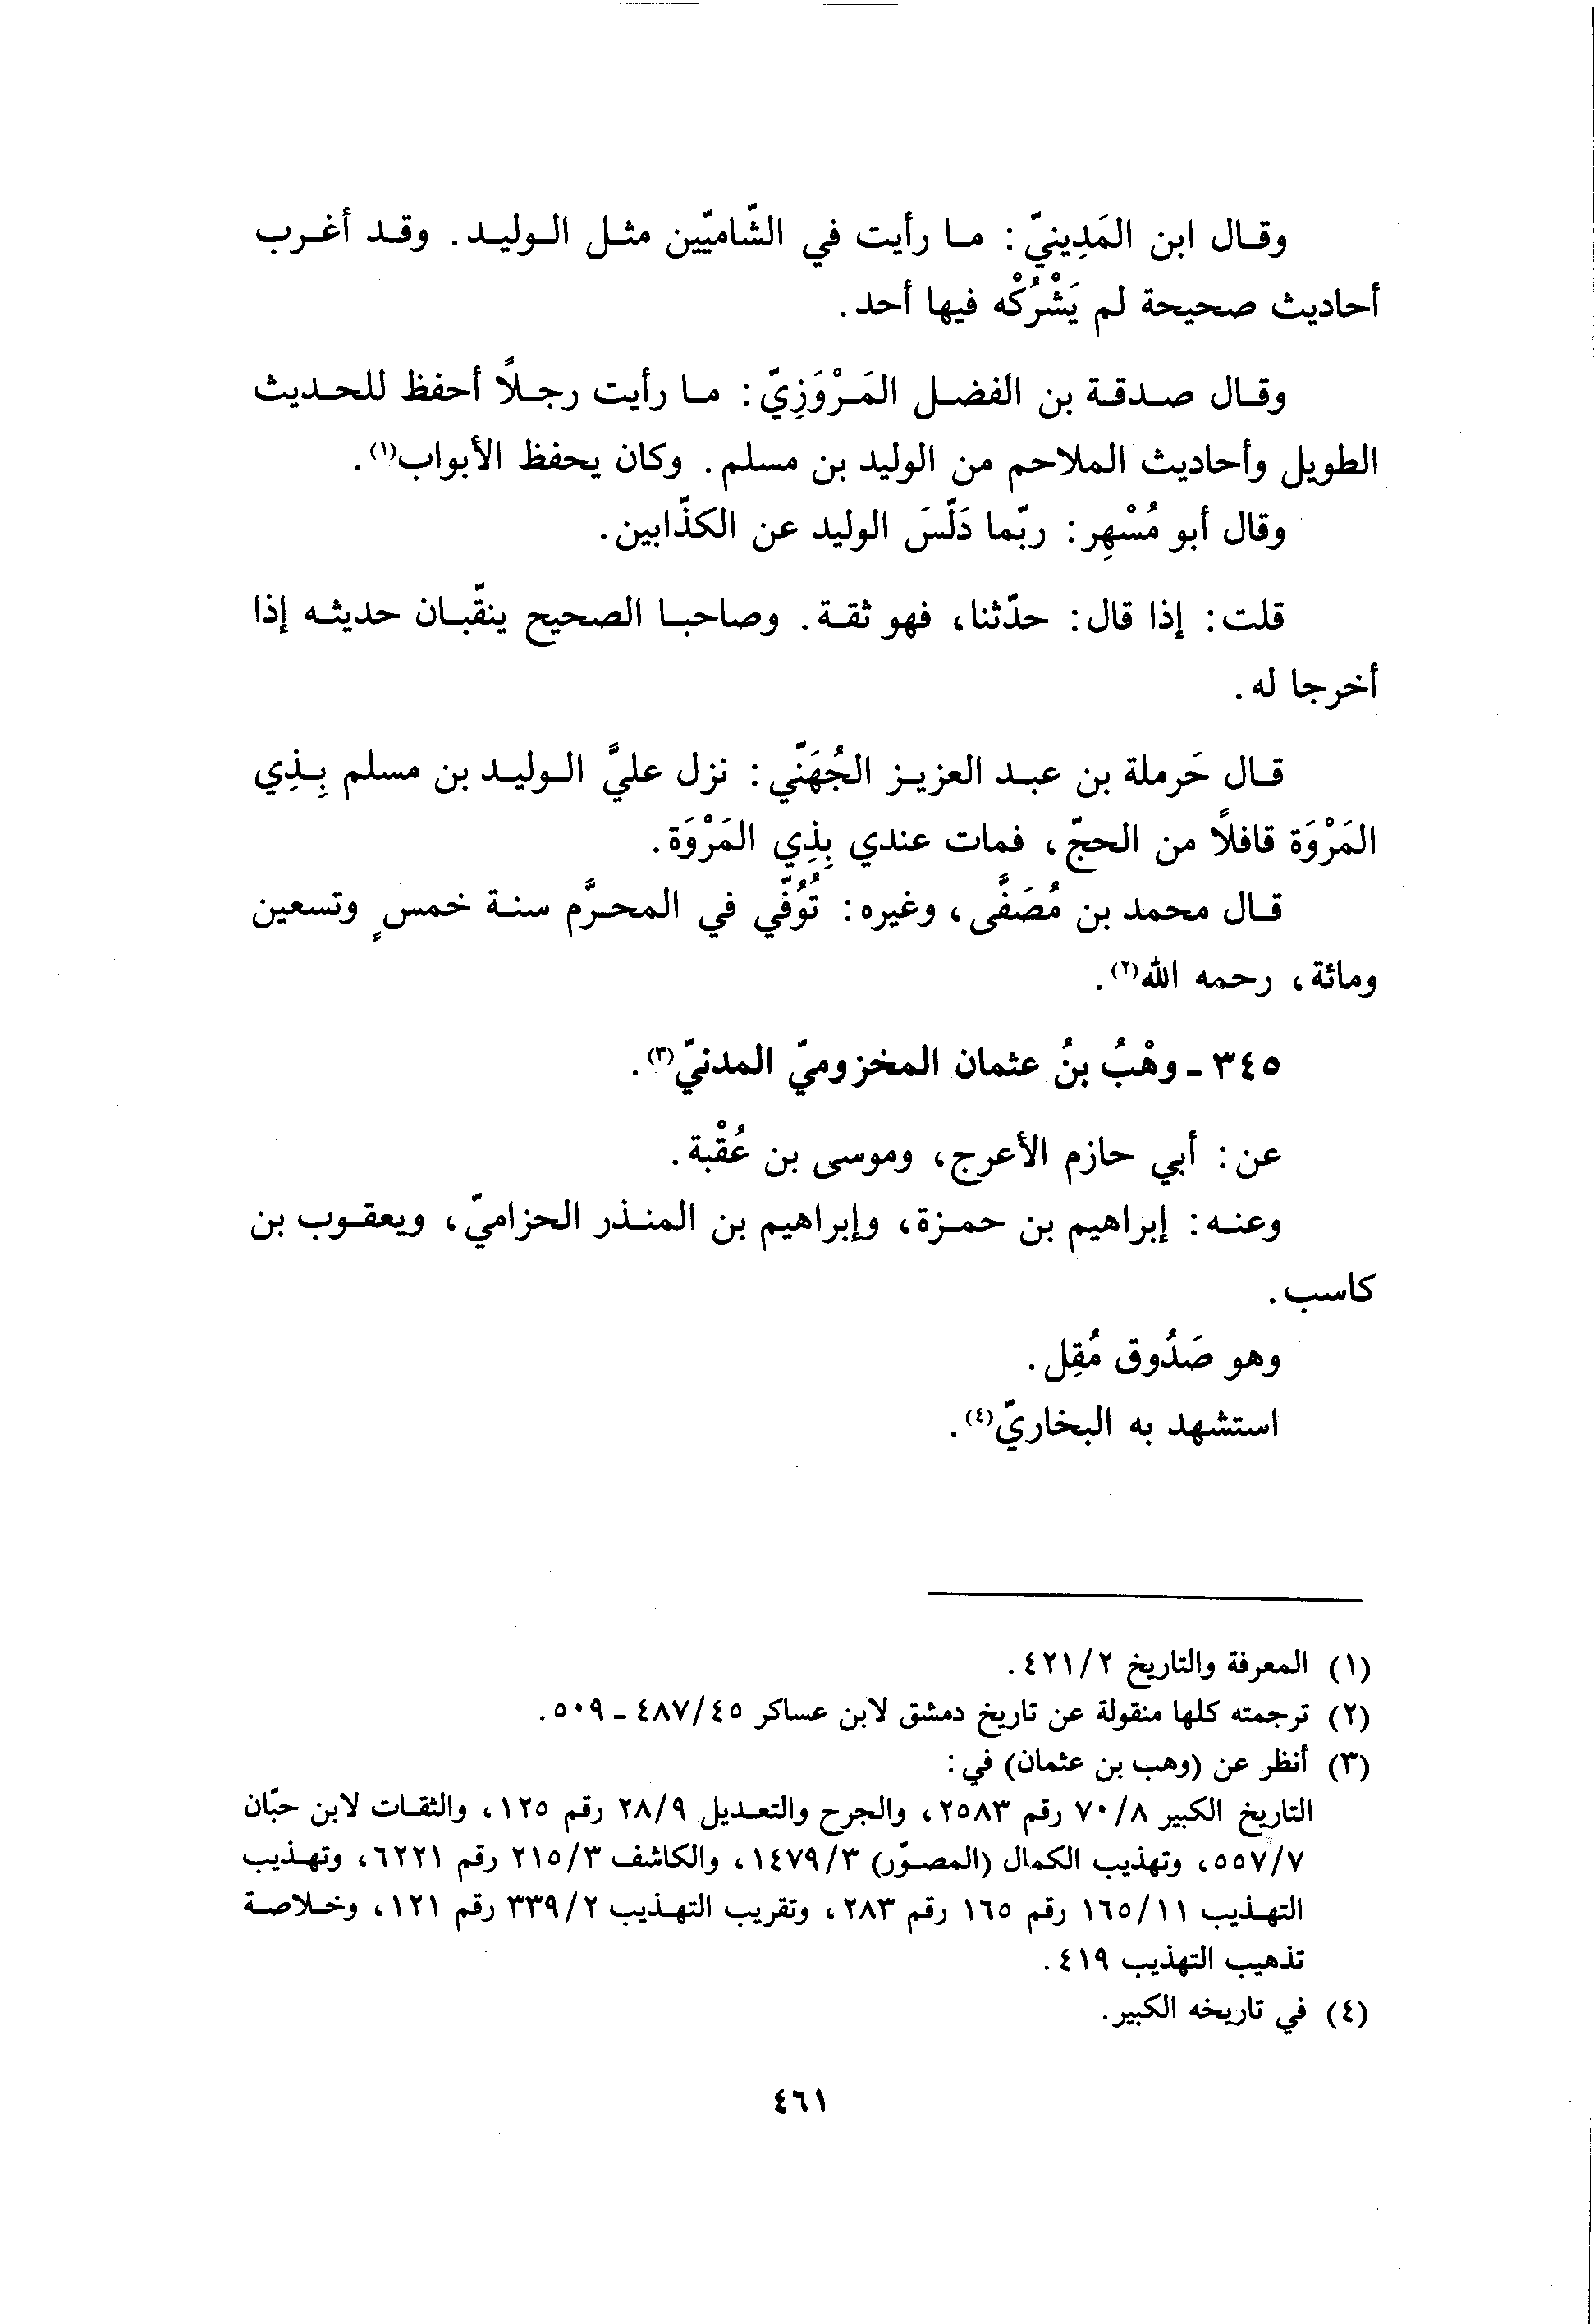 وقال ابن المَدِينيّ: ما رأيت في الشّاميّين مثل الوليد. وقد أغرب
أحاديث صحيحة لم يَشْرُكْه فيها أحد.
وقال صدقة بن الفضل المَرْوَزِيّ: ما رأيت رجلاً أحفظ للحديث
الطويل وأحاديث الملاحم من الوليد بن مسلم. وكان يحفظ الأبواب(١).
وقال أبو مُسْهِر: ربّما دَلّسَ الوليد عن الكذّابين.
قلت: إذا قال: حدّثنا، فهو ثقة. وصاحبا الصحيح ينقّبان حديثه إذا
أخرجا له.
قال حَرملة بن عبد العزيز الجُهَنّي: نزل عليَّ الوليد بن مسلم بِذِي
المَرْوَة قافلاً من الحجّ، فمات عندي بِذِي المَرْوَة.
قال محمد بن مُصَفَّى، وغيره: تُوُفّي في المحرَّم سنة خمسٍ وتسعين
ومائة، رحمه الله(٢).
٣٤٥ - وهْبُ بنُ عثمان المخزوميّ المدنيّ(٣).
عن: أبي حازم الأعرج، وموسى بن عُقْبة.
وعنه: إبراهيم بن حمزة، وإبراهيم بن المنذر الحزاميّ، ويعقوب بن
كاسب.
وهو صَدُوق مُقِل.
استشهد به البخاريّ(٤).
(١) المعرفة والتاريخ ٤٢١/٢.
(٢) ترجمته كلها منقولة عن تاريخ دمشق لابن عساكر ٤٨٧/٤٥ - ٥٠٩.
(٣) أنظر عن (وهب بن عثمان) في:
التاريخ الكبير ٧٠/٨ رقم ٢٥٨٣، والجرح والتعديل ٢٨/٩ رقم ١٢٥، والثقات لابن حبّان
٥٥٧/٧، وتهذيب الكمال (المصوّر) ١٤٧٩/٣، والكاشف ٢١٥/٣ رقم ٦٢٢١، وتهذيب
التهذيب ١٦٥/١١ رقم ١٦٥ رقم ٢٨٣، وتقريب التهذيب ٣٣٩/٢ رقم ١٢١، وخلاصة
تذهيب التهذيب ٤١٩.
(٤) في تاريخه الكبير.
٤٦١